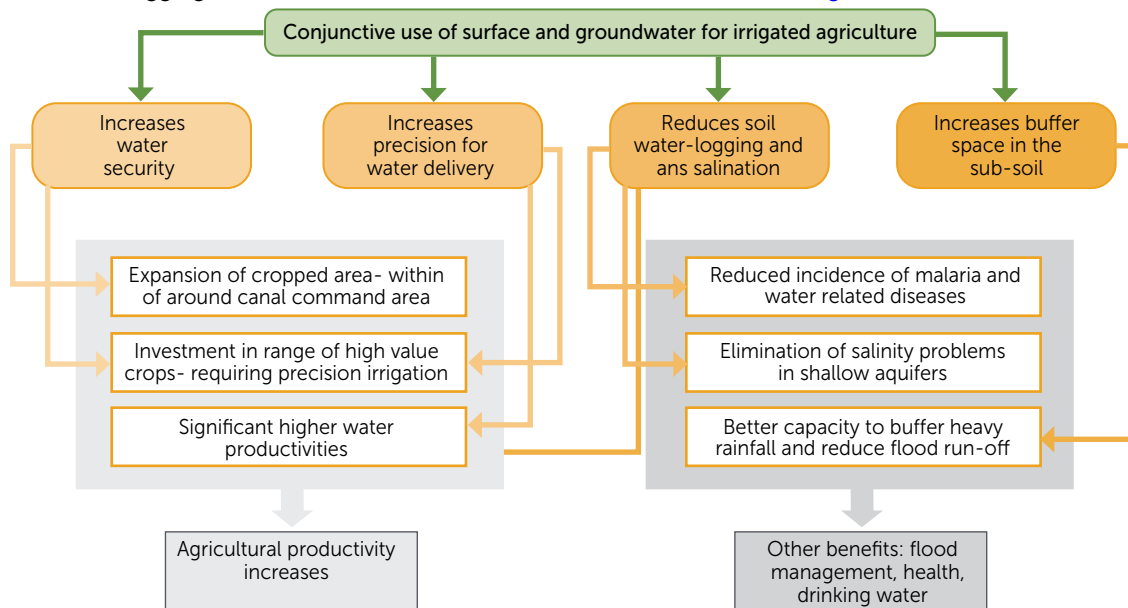 Conjunctive use of surface and groundwater for irrigated agriculture
Increases
water
security
Increases
precision for
water delivery
Reduces soil
water-logging and
ans salination
Increases buffer
space in the
sub-soil
Expansion of cropped area- within
of around canal command area
Investment in range of high value
crops- requiring precision irrigation
Significant higher water
productivities
Reduced incidence of malaria and
water related diseases
Elimination of salinity problems
in shallow aquifers
Better capacity to buffer heavy
rainfall and reduce flood run-off
Agricultural productivity
increases
Other benefits: flood
management, health,
drinking water